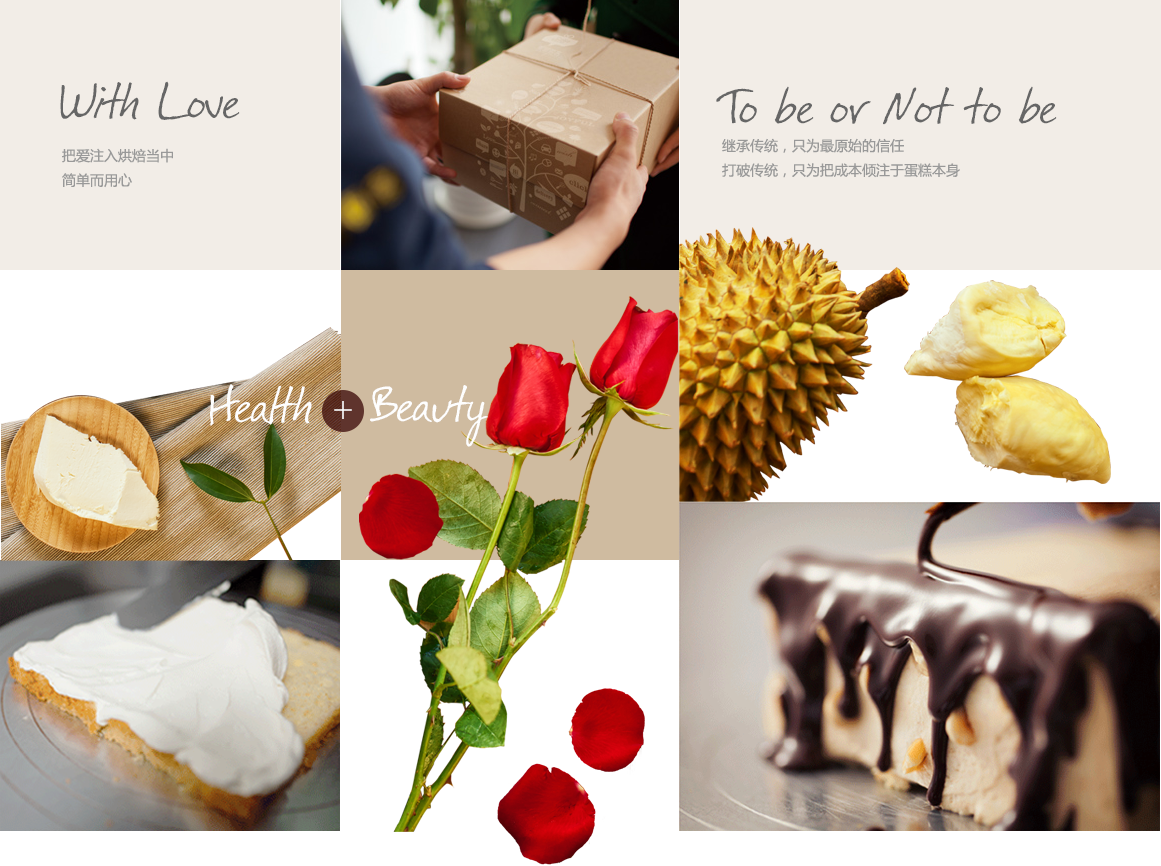 With Love
把爱注入烘焙当中
简单而用心
To be or Not to be
继承传统，只为最原始的信任
打破传统，只为把成本倾注于蛋糕本身
Health + Beauty